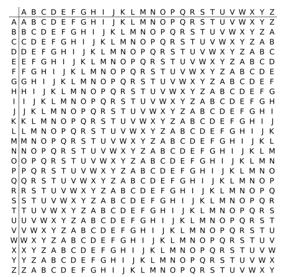 A B C D E F G H I J K L M N O P Q R S T U V W X Y Z
A A B C D E F G H I J K L M N O P Q R S T U V W X Y Z
B B C D E F G H I J K L M N O P Q R S T U V W X Y Z A
C C D E F G H I J K L M N O P Q R S T U V W X Y Z A B
D D E F G H I J K L M N O P Q R S T U V W X Y Z A B C
E E F G H I J K L M N O P Q R S T U V W X Y Z A B C D
F F G H I J K L M N O P Q R S T U V W X Y Z A B C D E
G G H I J K L M N O P Q R S T U V W X Y Z A B C D E F
H H I J K L M N O P Q R S T U V W X Y Z A B C D E F G
I I J K L M N O P Q R S T U V W X Y Z A B C D E F G H
J J K L M N O P Q R S T U V W X Y Z A B C D E F G H I
K K L M N O P Q R S T U V W X Y Z A B C D E F G H I J
L L M N O P Q R S T U V W X Y Z A B C D E F G H I J K
M M N O P Q R S T U V W X Y Z A B C D E F G H I J K L
N N O P Q R S T U V W X Y Z A B C D E F G H I J K L M
O O P Q R S T U V W X Y Z A B C D E F G H I J K L M N
P P Q R S T U V W X Y Z A B C D E F G H I J K L M N O
Q Q R S T U V W X Y Z A B C D E F G H I J K L M N O P
R R S T U V W X Y Z A B C D E F G H I J K L M N O P Q
S S T U V W X Y Z A B C D E F G H I J K L M N O P Q R
T T U V W X Y Z A B C D E F G H I J K L M N O P Q R S
U U V W X Y Z A B C D E F G H I J K L M N O P Q R S T
V V W X Y Z A B C D E F G H I J K L M N O P Q R S T U
W W X Y Z A B C D E F G H I J K L M N O P Q R S T U V
X X Y Z A B C D E F G H I J K L M N O P Q R S T U V W
Y Y Z A B C D E F G H I J K L M N O P Q R S T U V W X
Z Z A B C D E F G H I J K L M N O P Q R S T U V W X Y